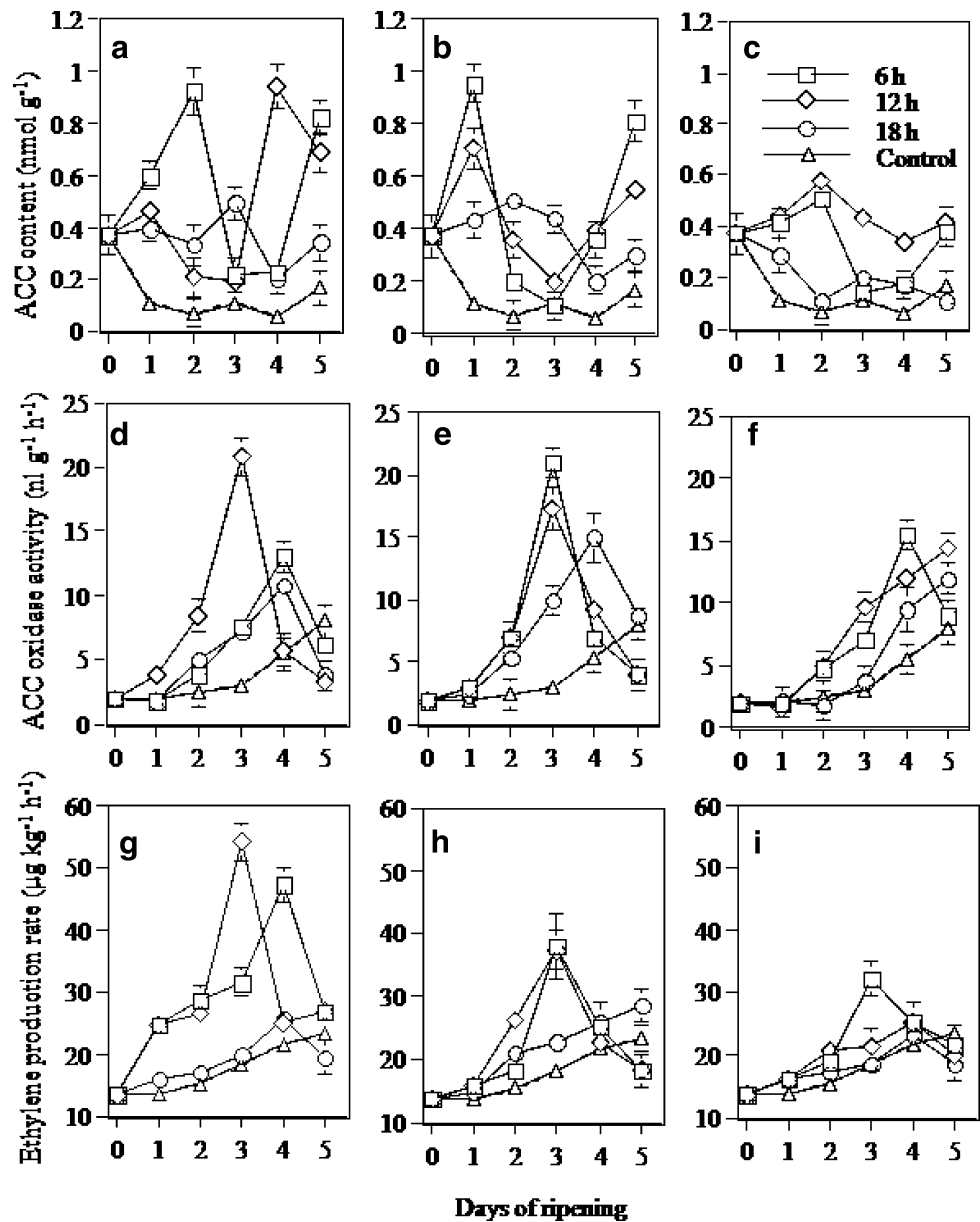 ACC content (nmol g⁻¹)
1.2
1
0.8
0.6
0.4
0.2
0
a
0 1 2 3 4 5
1.2
1
0.8
0.6
0.4
0.2
0
b
0 1 2 3 4 5
1.2
1
0.8
0.6
0.4
0.2
0
c
6 h
12 h
18 h
Control
0 1 2 3 4 5
ACC oxidase activity (nl g⁻¹ h⁻¹)
25
20
15
10
5
0
d
0 1 2 3 4 5
25
20
15
10
5
0
e
0 1 2 3 4 5
25
20
15
10
5
0
f
0 1 2 3 4 5
Ethylene production rate (µg kg⁻¹ h⁻¹)
60
50
40
30
20
10
g
0 1 2 3 4 5
60
50
40
30
20
10
h
0 1 2 3 4 5
60
50
40
30
20
10
i
0 1 2 3 4 5
Days of ripening